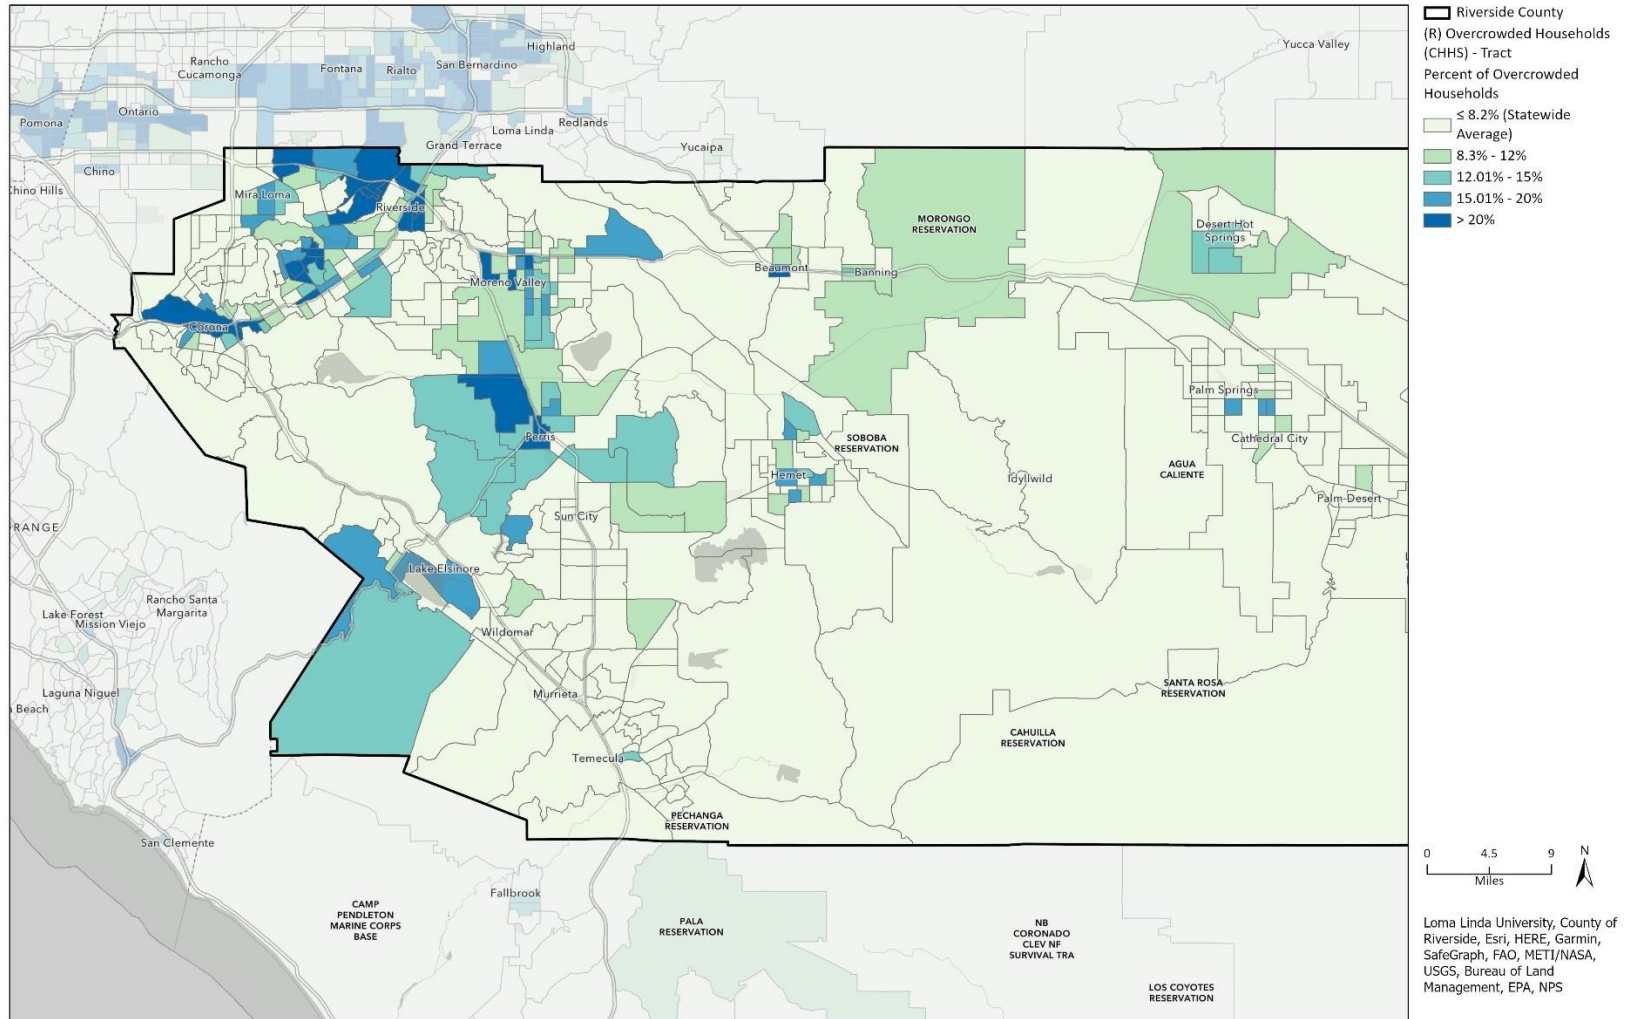 Highland
Yucca Valley
Rancho
Cucamonga
Fontana
Rialto
San Bernardino
Ontario
Pomona
Loma Linda
Redlands
Grand Terrace
Yucaipa
Chino
Chino Hills
Mira Loma
Riverside
MORONGO
RESERVATION
Desert Hot
Springs
Beaumont
Banning
Moreno Valley
Corona
Palm Springs
Perris
SOBOBA
RESERVATION
Cathedral City
Hemet
Idyllwild
AGUA
CALIENTE
Palm Desert
Sun City
RANGE
Lake Elsinore
Rancho Santa
Margarita
Lake Forest
Mission Viejo
Wildomar
Laguna Niguel
Beach
Murrieta
SANTA ROSA
RESERVATION
CAHUILLA
RESERVATION
Temecula
PECHANGA
RESERVATION
San Clemente
Fallbrook
CAMP
PENDLETON
MARINE CORPS
BASE
PALA
RESERVATION
NB
CORONADO
CLEV NF
SURVIVAL TRA
LOS COYOTES
RESERVATION
Riverside County
(R) Overcrowded Households
(CHHS) - Tract
Percent of Overcrowded
Households
≤ 8.2% (Statewide
Average)
8.3% - 12%
12.01% - 15%
15.01% - 20%
> 20%
0 4.5 9
Miles
N
Loma Linda University, County of
Riverside, Esri, HERE, Garmin,
SafeGraph, FAO, METI/NASA,
USGS, Bureau of Land
Management, EPA, NPS